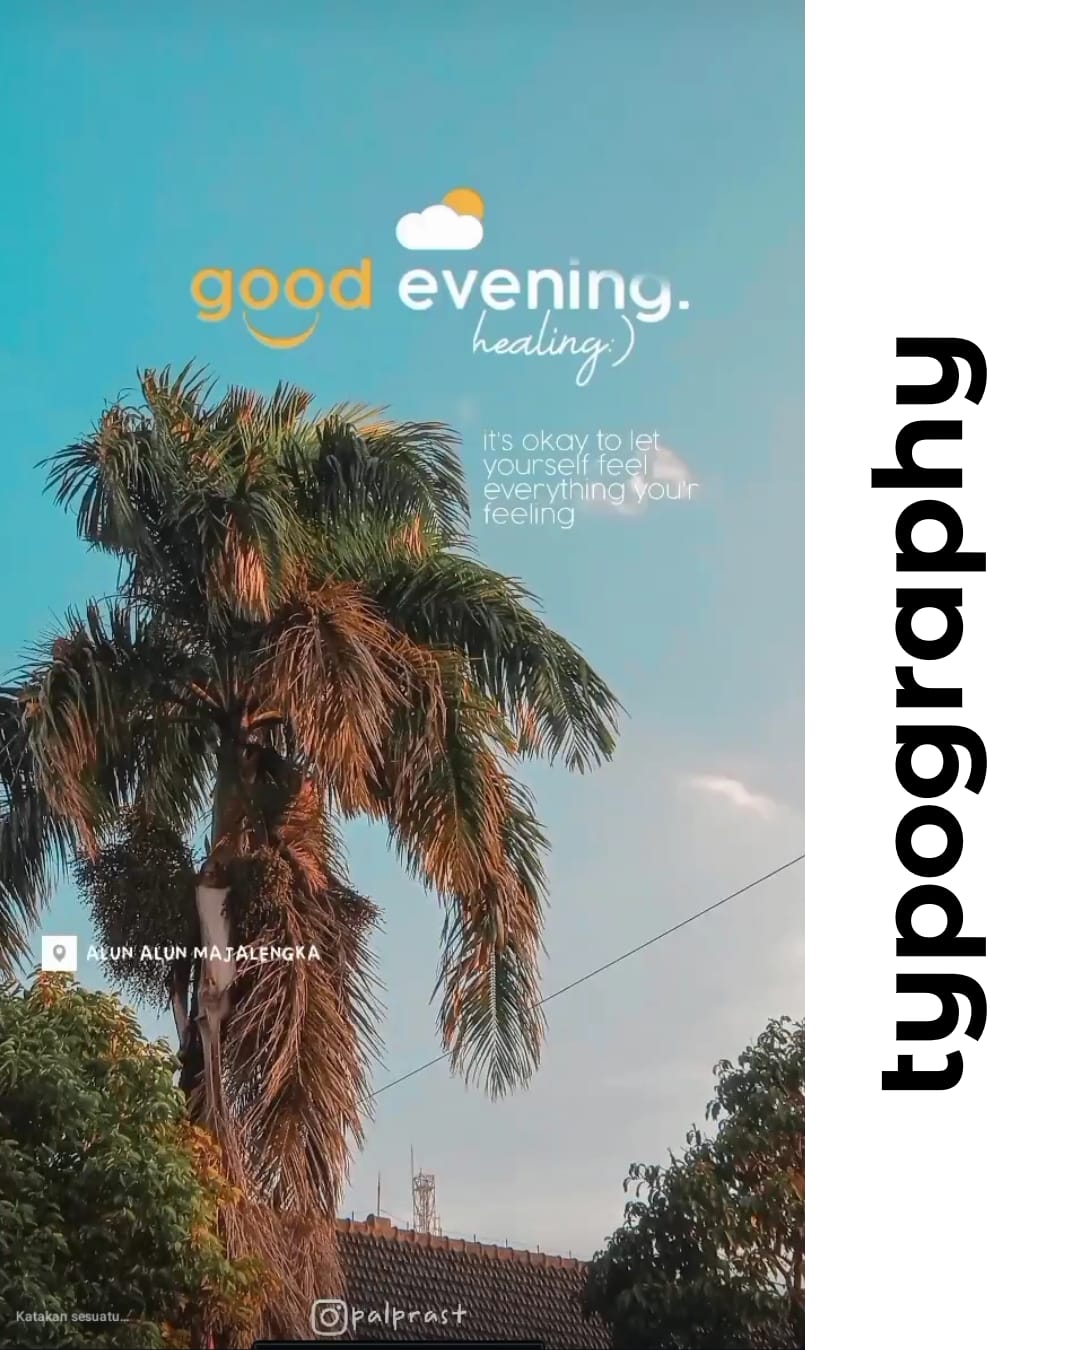 good evening.
healing:)
it's okay to let
yourself feel
everything you'r
feeling
ALUN ALUN MAJALENGKA
Katakan sesuatu...
palprast
typography